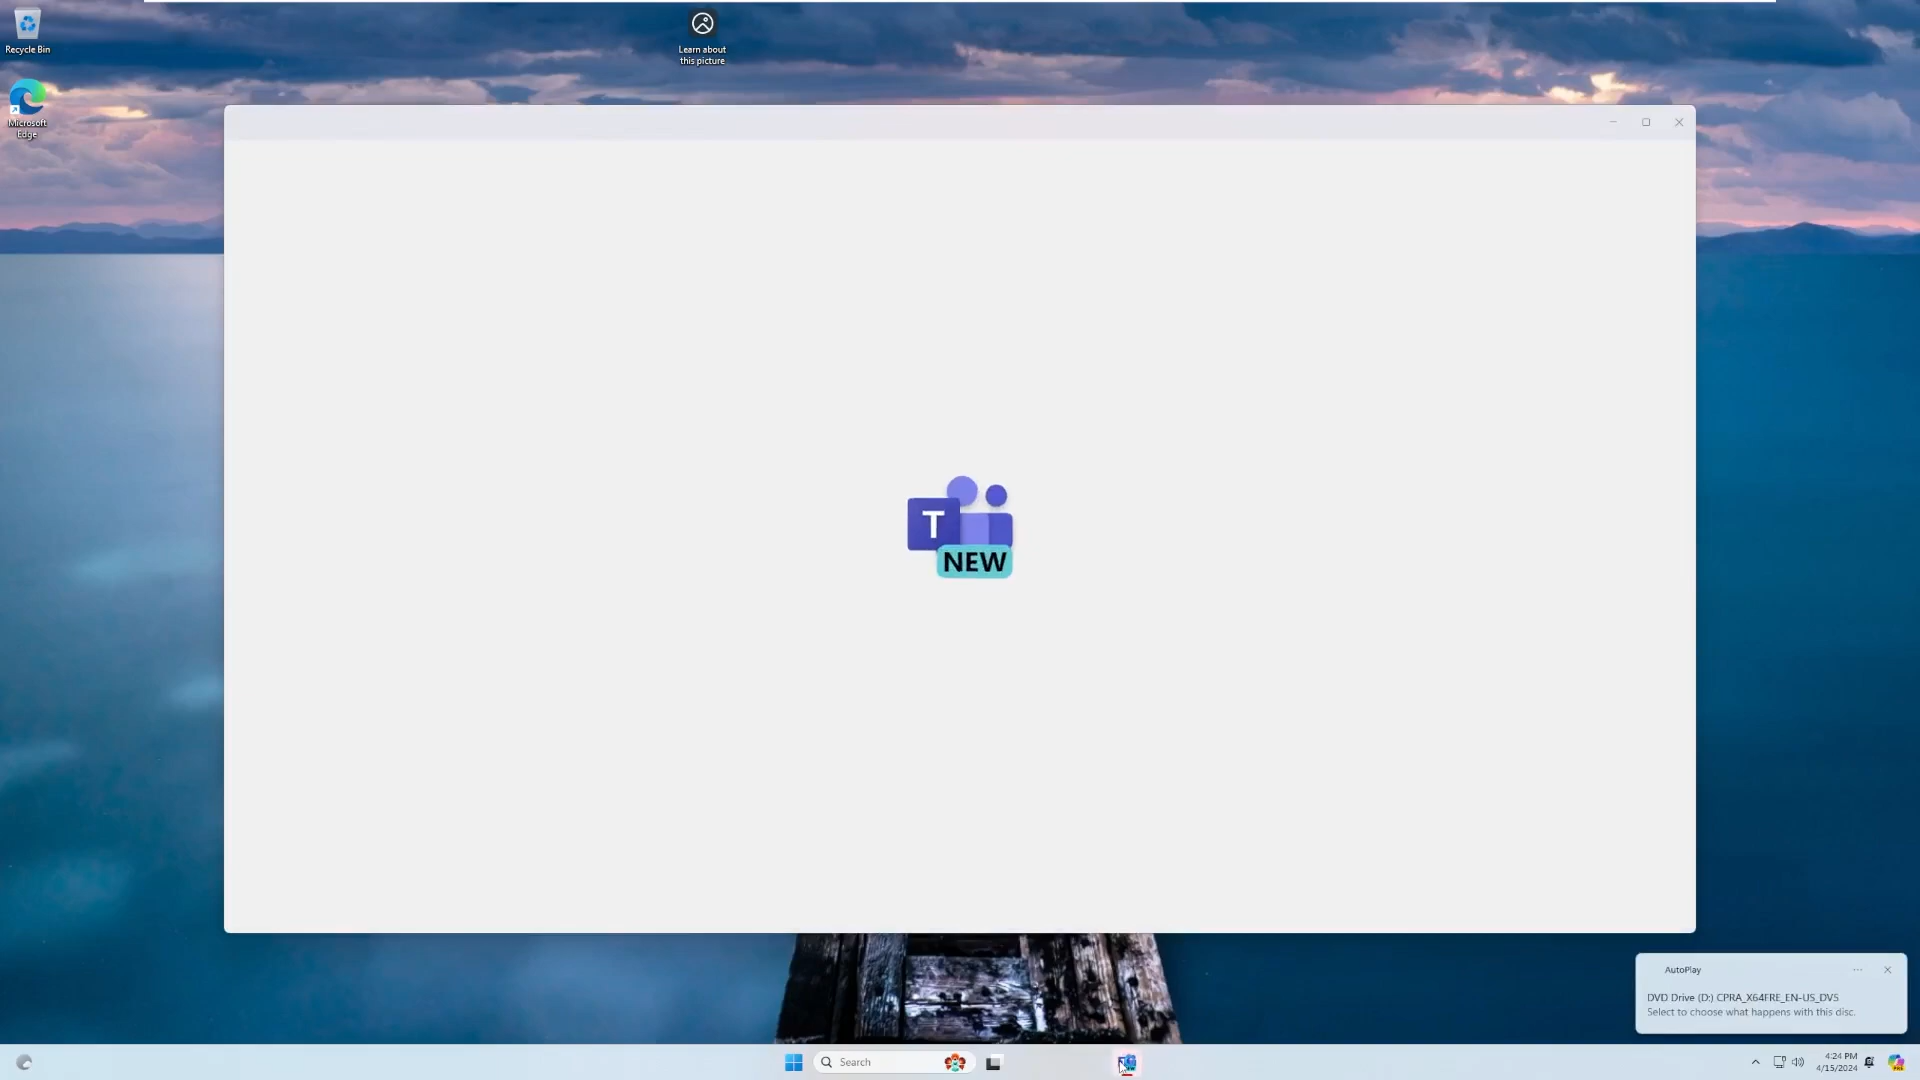 Recycle Bin
Learn about
this picture
Microsoft
Edge
T
NEW
AutoPlay
DVD Drive (D:) CPRA_X64FRE_EN-US_DV5
Select to choose what happens with this disc.
Search
4:24 PM
4/15/2024